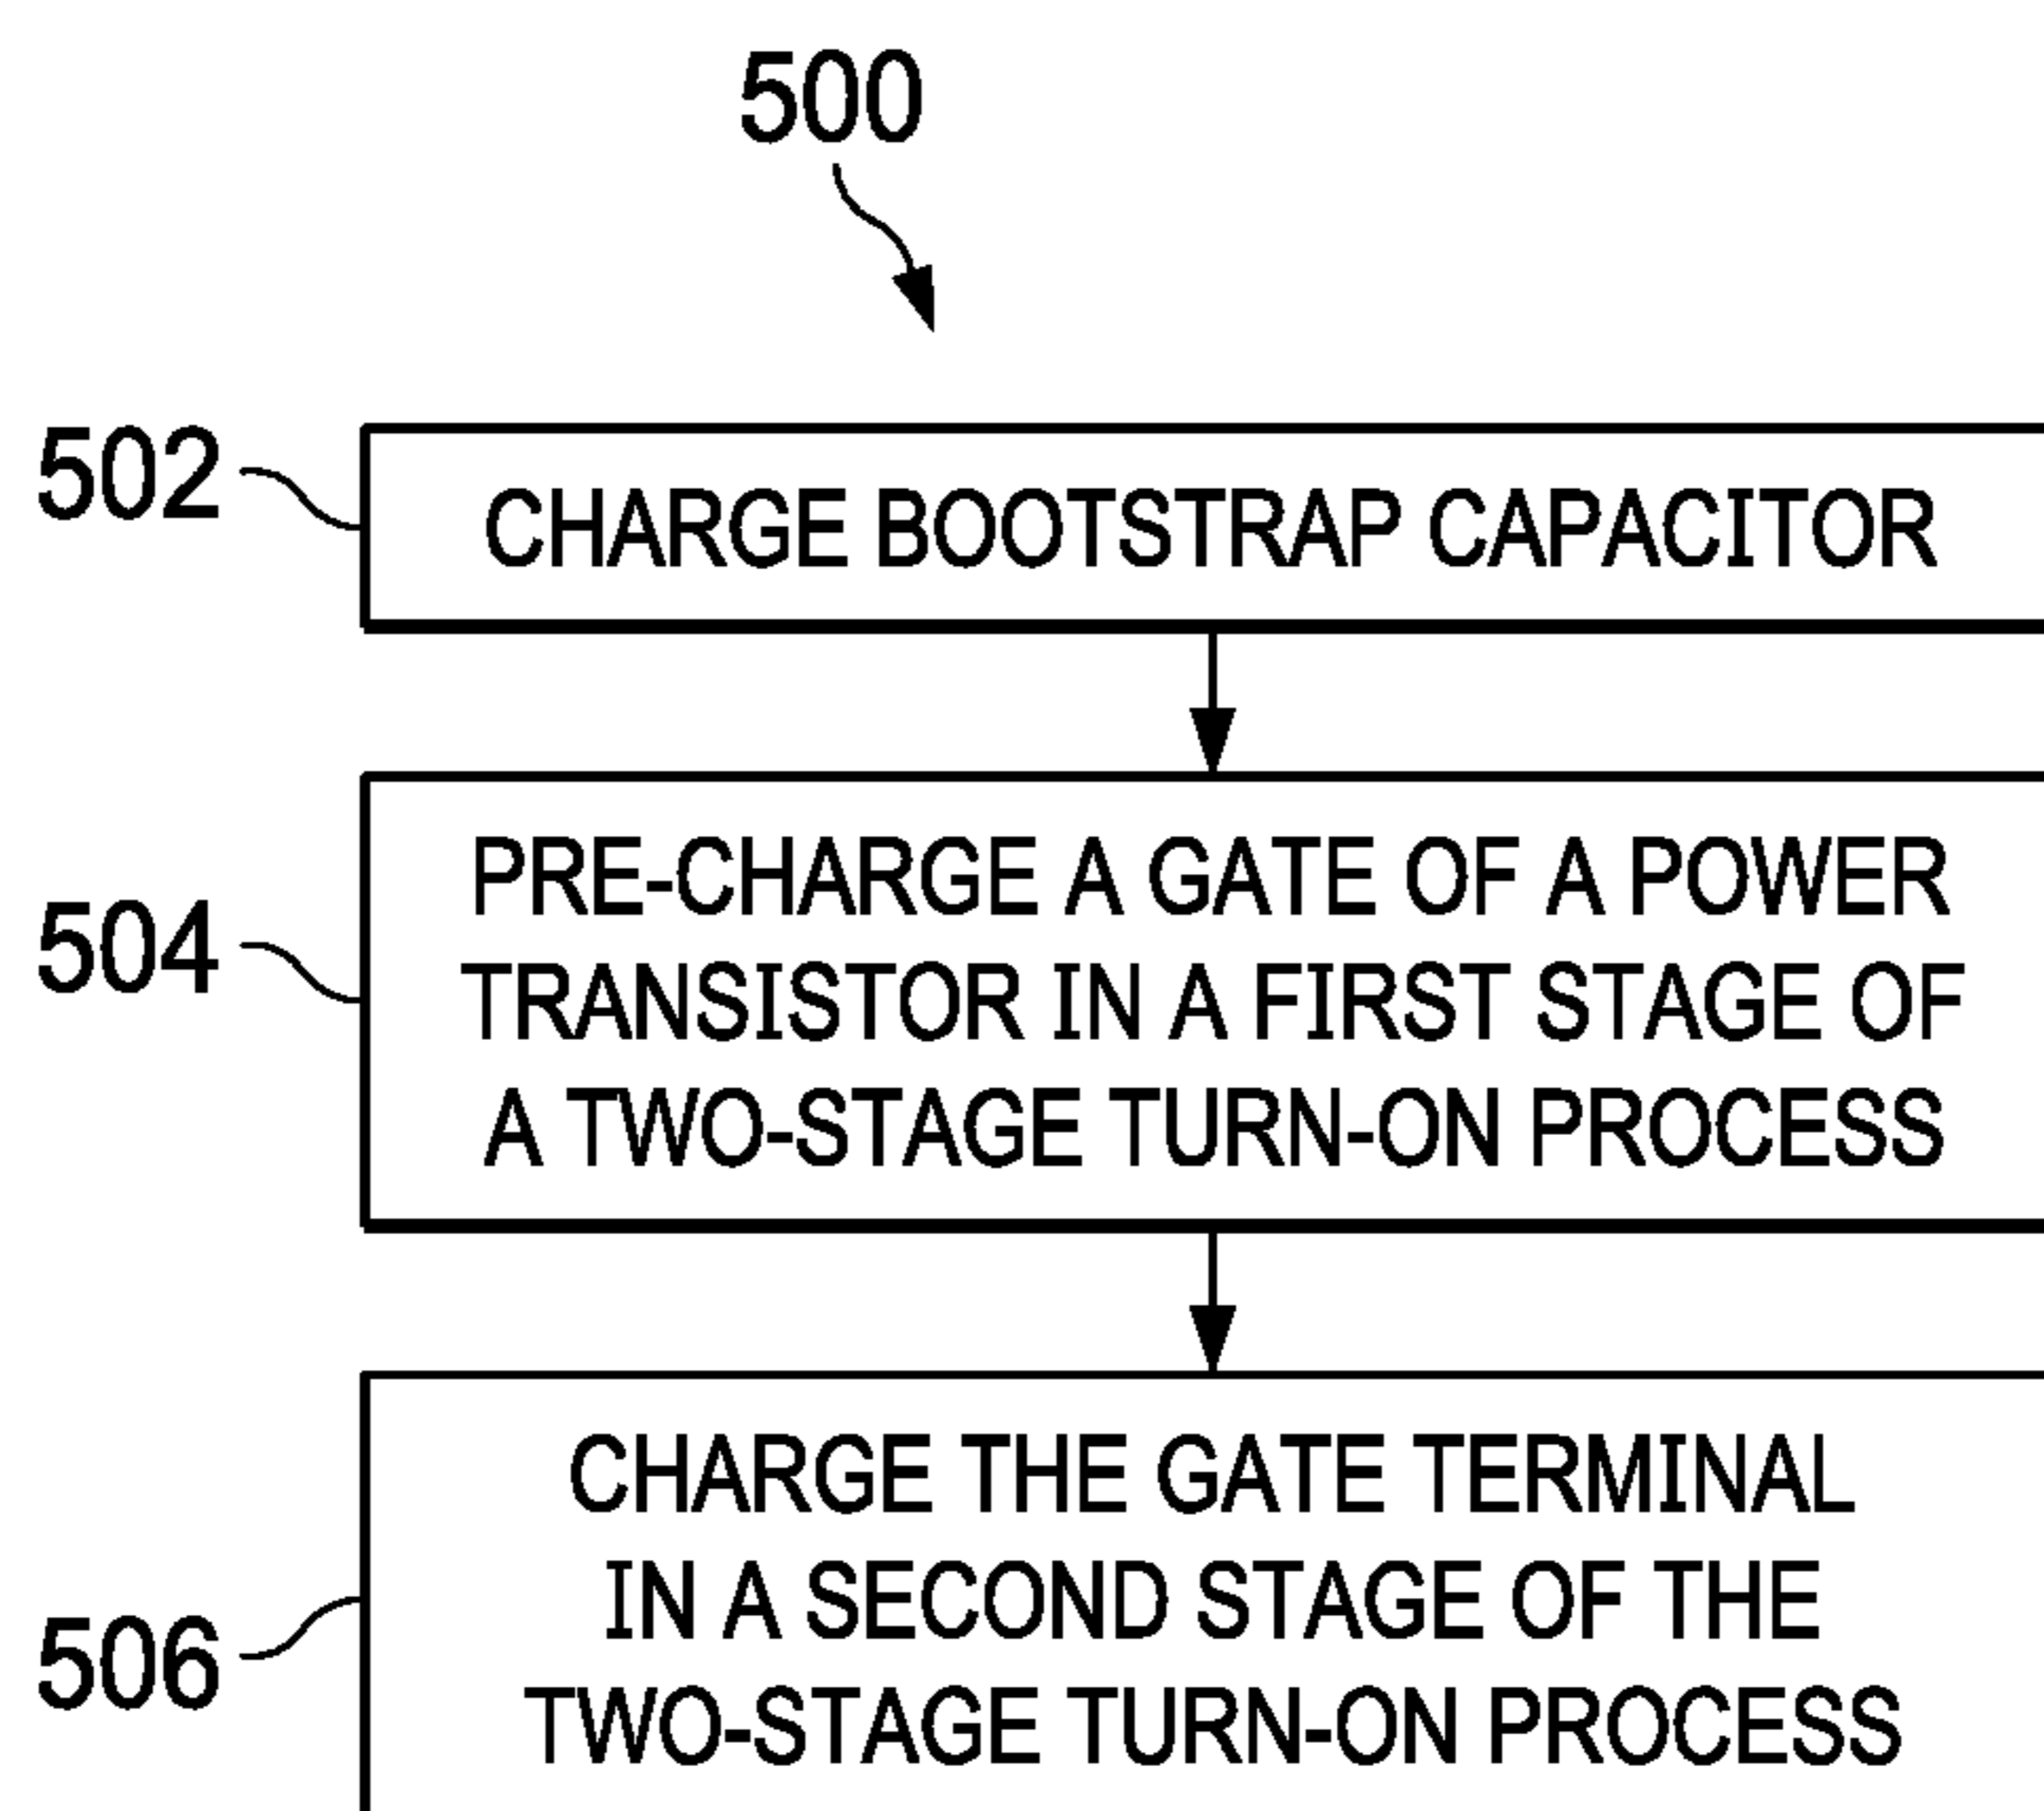 500
502
CHARGE BOOTSTRAP CAPACITOR
504
PRE-CHARGE A GATE OF A POWER
TRANSISTOR IN A FIRST STAGE OF
A TWO-STAGE TURN-ON PROCESS
506
CHARGE THE GATE TERMINAL
IN A SECOND STAGE OF THE
TWO-STAGE TURN-ON PROCESS